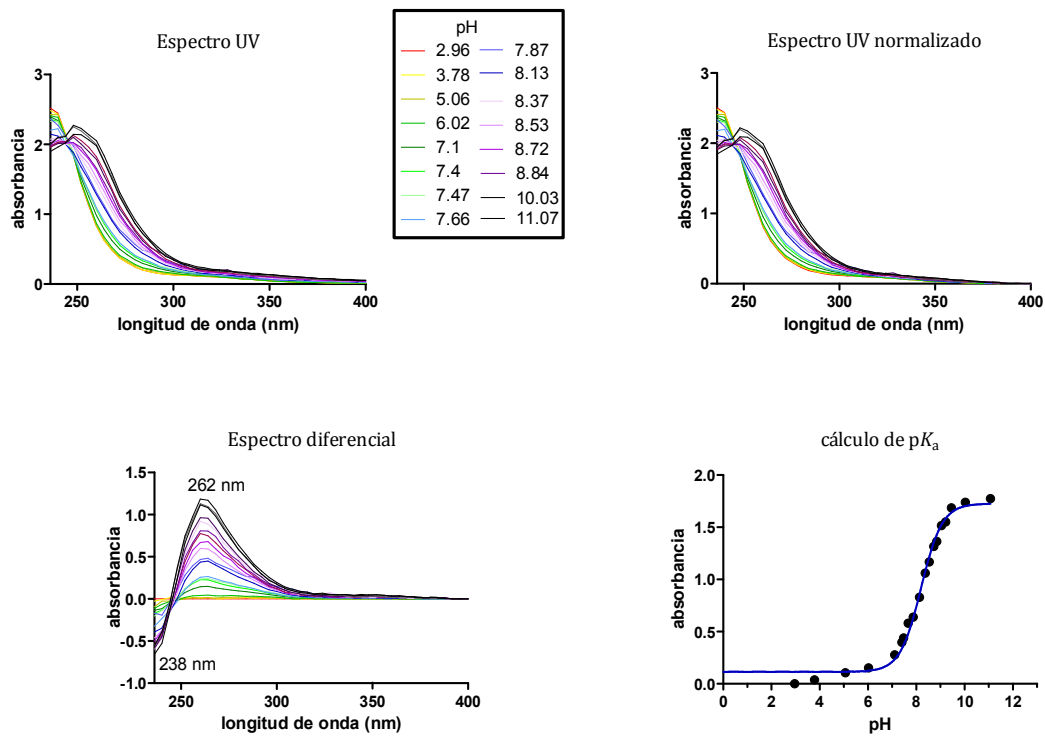 Espectro UV
3
2
1
0
absorbancia
250 300 350 400
longitud de onda (nm)
pH
2.96 7.87
3.78 8.13
5.06 8.37
6.02 8.53
7.1 8.72
7.4 8.84
7.47 10.03
7.66 11.07
Espectro UV normalizado
3
2
1
0
absorbancia
250 300 350 400
longitud de onda (nm)
Espectro diferencial
1.5
1.0
0.5
0.0
-0.5
-1.0
absorbancia
262 nm
238 nm
250 300 350 400
longitud de onda (nm)
cálculo de pKa
2.0
1.5
1.0
0.5
0.0
absorbancia
0 2 4 6 8 10 12
pH